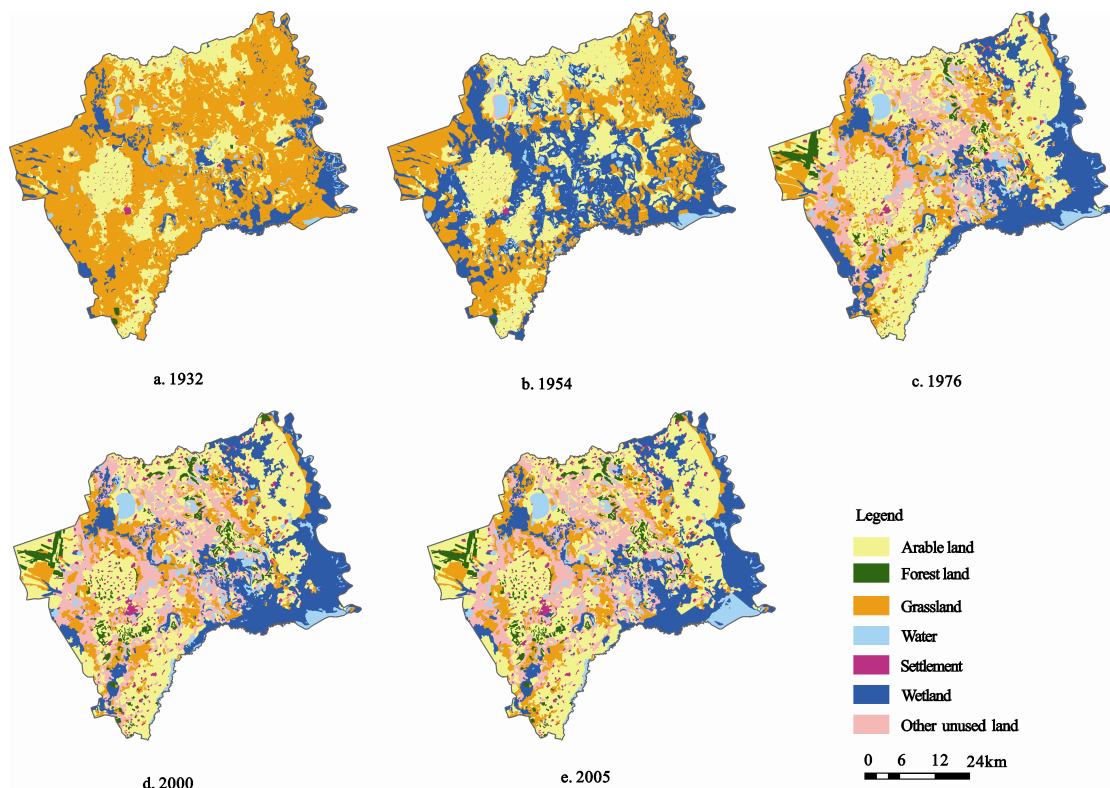 a. 1932
b. 1954
c. 1976
d. 2000
e. 2005
Legend
Arable land
Forest land
Grassland
Water
Settlement
Wetland
Other unused land
0 6 12 24km